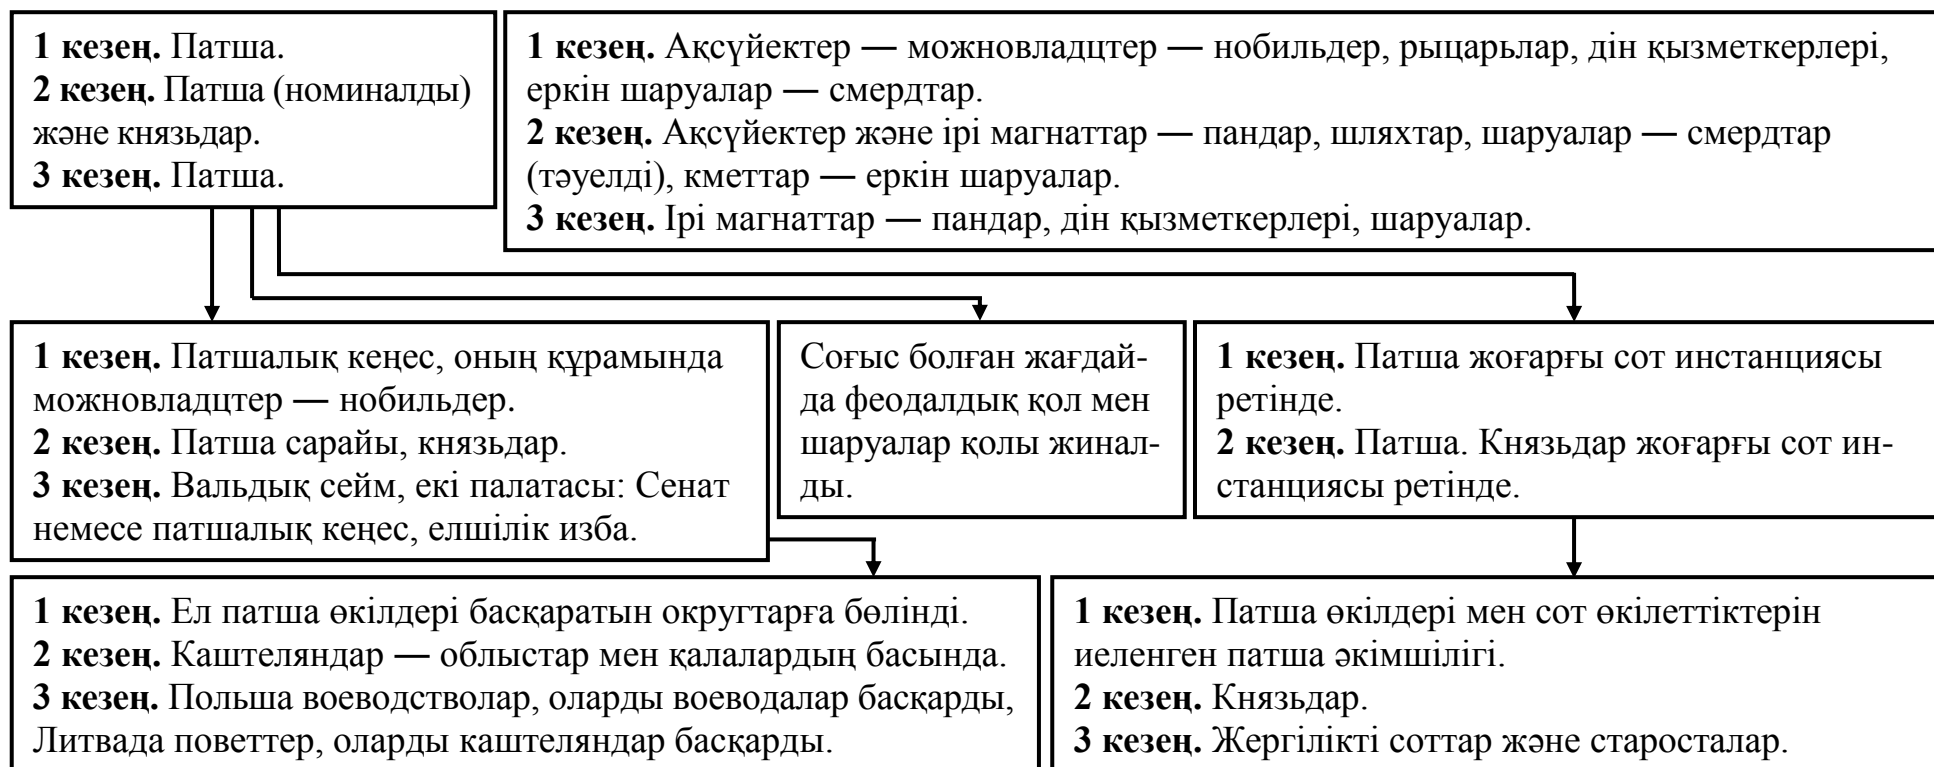 1 кезең. Патша.
2 кезең. Патша (номиналды)
және князьдар.
3 кезең. Патша.
1 кезең. Ақсүйектер — можновладцтер — нобильдер, рыцарьлар, дін қызметкерлері,
еркін шаруалар — смердтар.
2 кезең. Ақсүйектер және ірі магнаттар — пандар, шляхтар, шаруалар — смердтар
(тәуелді), кметтар — еркін шаруалар.
3 кезең. Ірі магнаттар — пандар, дін қызметкерлері, шаруалар.
1 кезең. Патшалық кеңес, оның құрамында
можновладцтер — нобильдер.
2 кезең. Патша сарайы, князьдар.
3 кезең. Вальдық сейм, екі палатасы: Сенат
немесе патшалық кеңес, елшілік изба.
Соғыс болған жағдай-
да феодалдық қол мен
шаруалар қолы жинал-
ды.
1 кезең. Патша жоғарғы сот инстанциясы
ретінде.
2 кезең. Патша. Князьдар жоғарғы сот ин-
станциясы ретінде.
1 кезең. Ел патша өкілдері басқаратын округтарға бөлінді.
2 кезең. Каштеляндар — облыстар мен қалалардың басында.
3 кезең. Польша воеводстволар, оларды воеводалар басқарды,
Литвада поветтер, оларды каштеляндар басқарды.
1 кезең. Патша өкілдері мен сот өкілеттіктерін
иеленген патша әкімшілігі.
2 кезең. Князьдар.
3 кезең. Жергілікті соттар және старосталар.